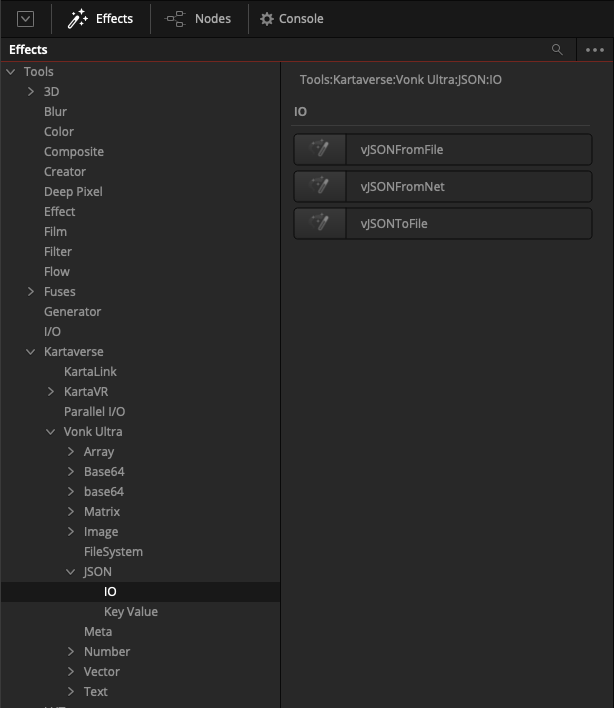 Effects
Nodes
Console
Effects
Tools
3D
Blur
Color
Composite
Creator
Deep Pixel
Effect
Film
Filter
Flow
Fuses
Generator
I/O
Kartaverse
KartaLink
KartaVR
Parallel I/O
Vonk Ultra
Array
Base64
base64
Matrix
Image
FileSystem
JSON
IO
Key Value
Meta
Number
Vector
Text
Tools:Kartaverse:Vonk Ultra:JSON:IO
IO
vJSONFromFile
vJSONFromNet
vJSONToFile